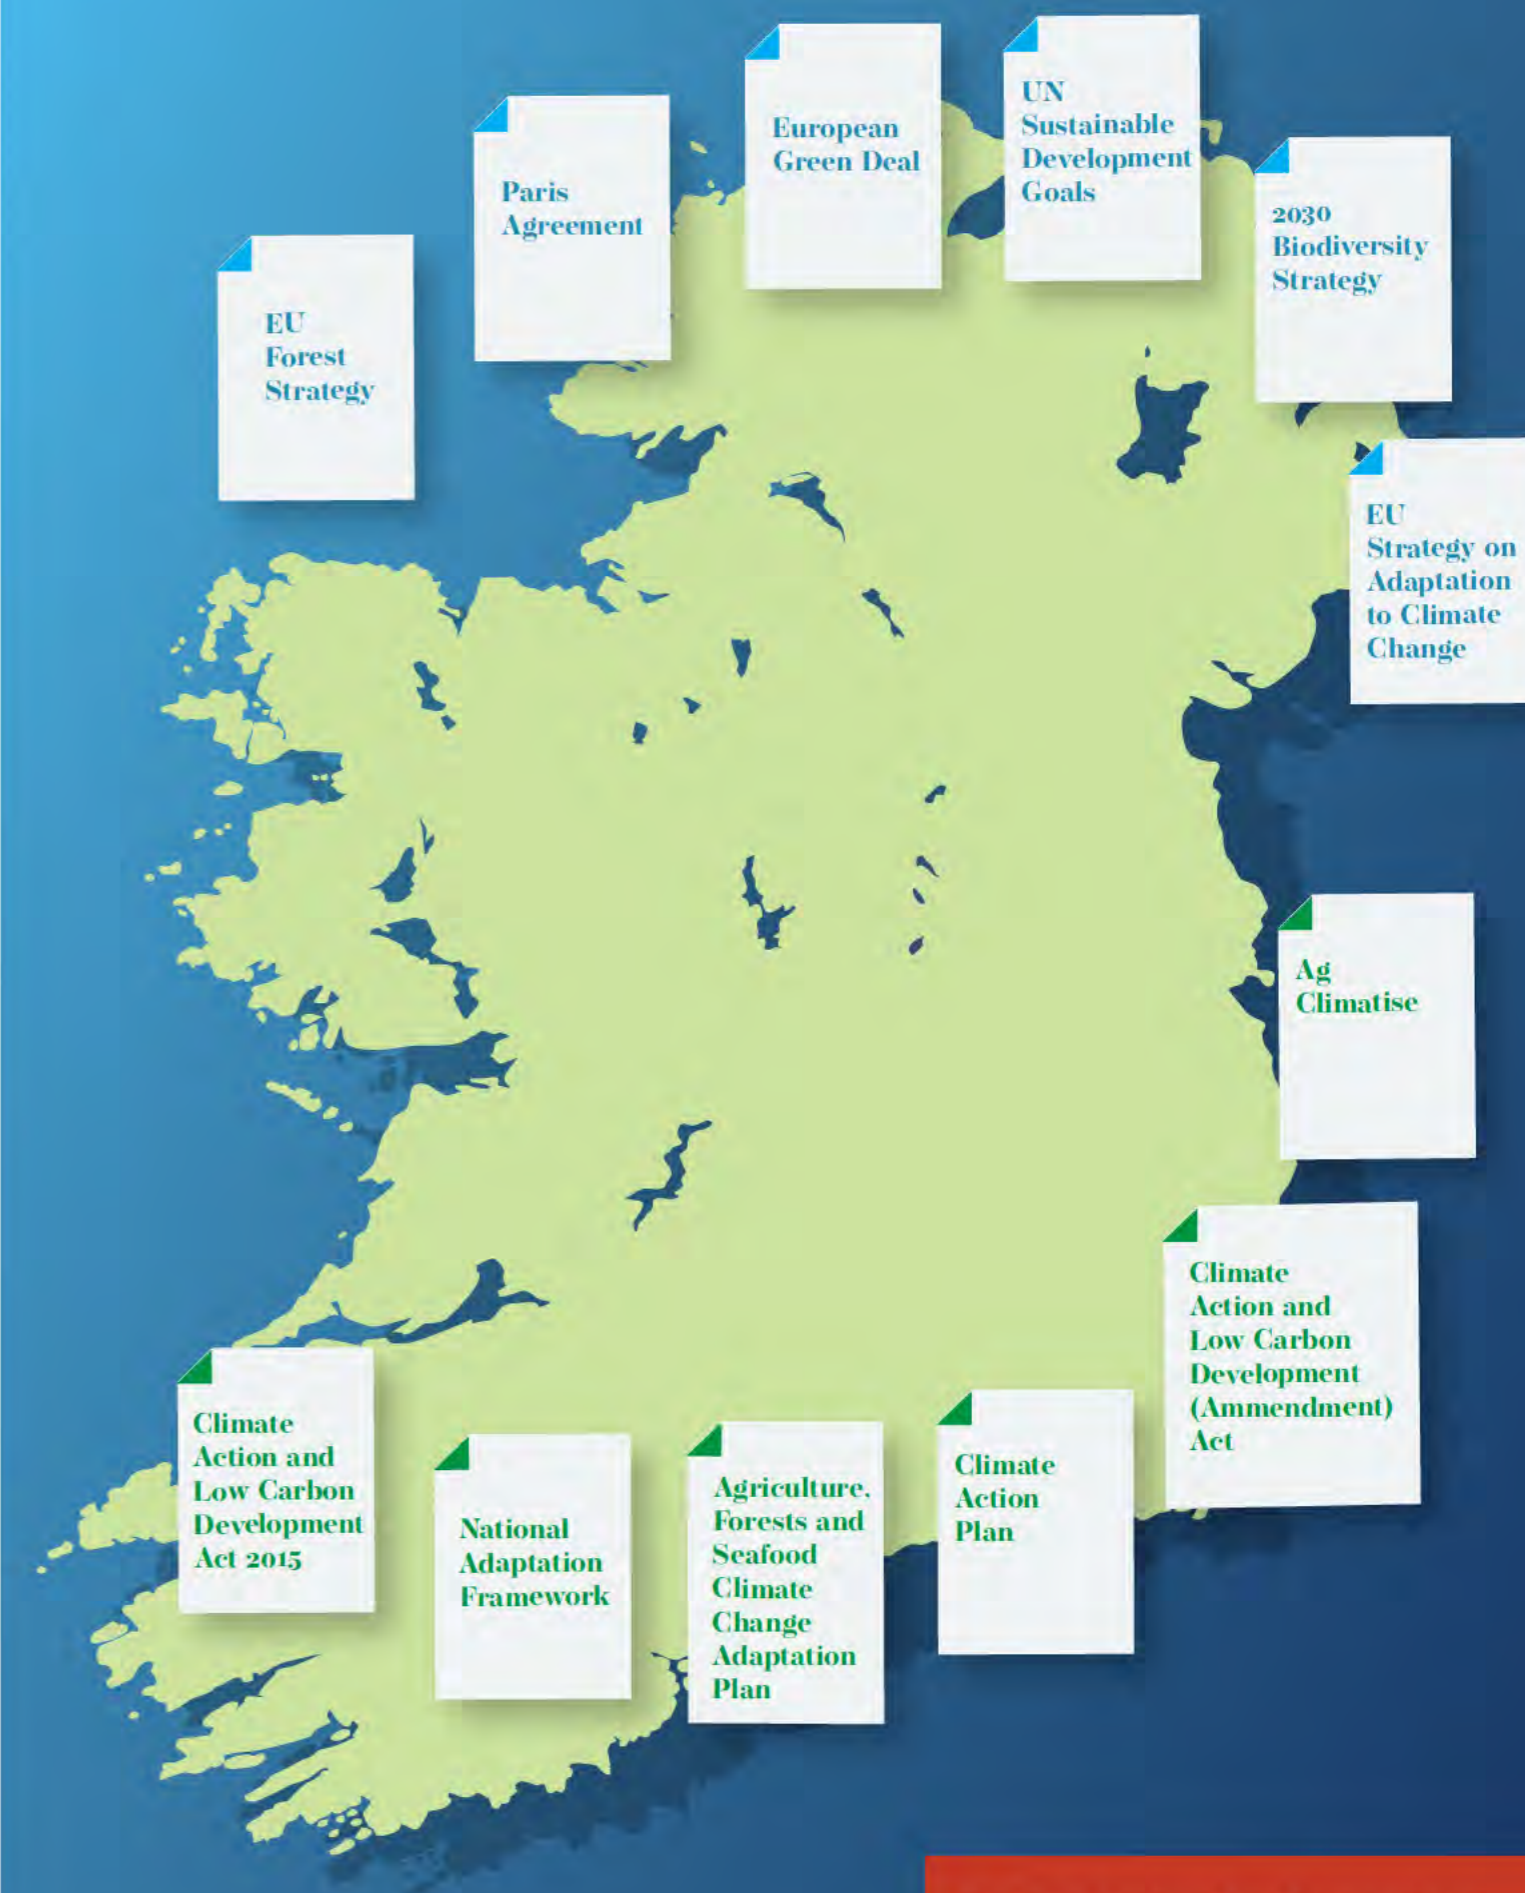 EU
Forest
Strategy
Paris
Agreement
European
Green Deal
UN
Sustainable
Development
Goals
2030
Biodiversity
Strategy
EU
Strategy on
Adaptation
to Climate
Change
Ag
Climatise
Climate
Action and
Low Carbon
Development
(Ammendment)
Act
Climate
Action
Plan
Agriculture,
Forests and
Seafood
Climate
Change
Adaptation
Plan
National
Adaptation
Framework
Climate
Action and
Low Carbon
Development
Act 2015